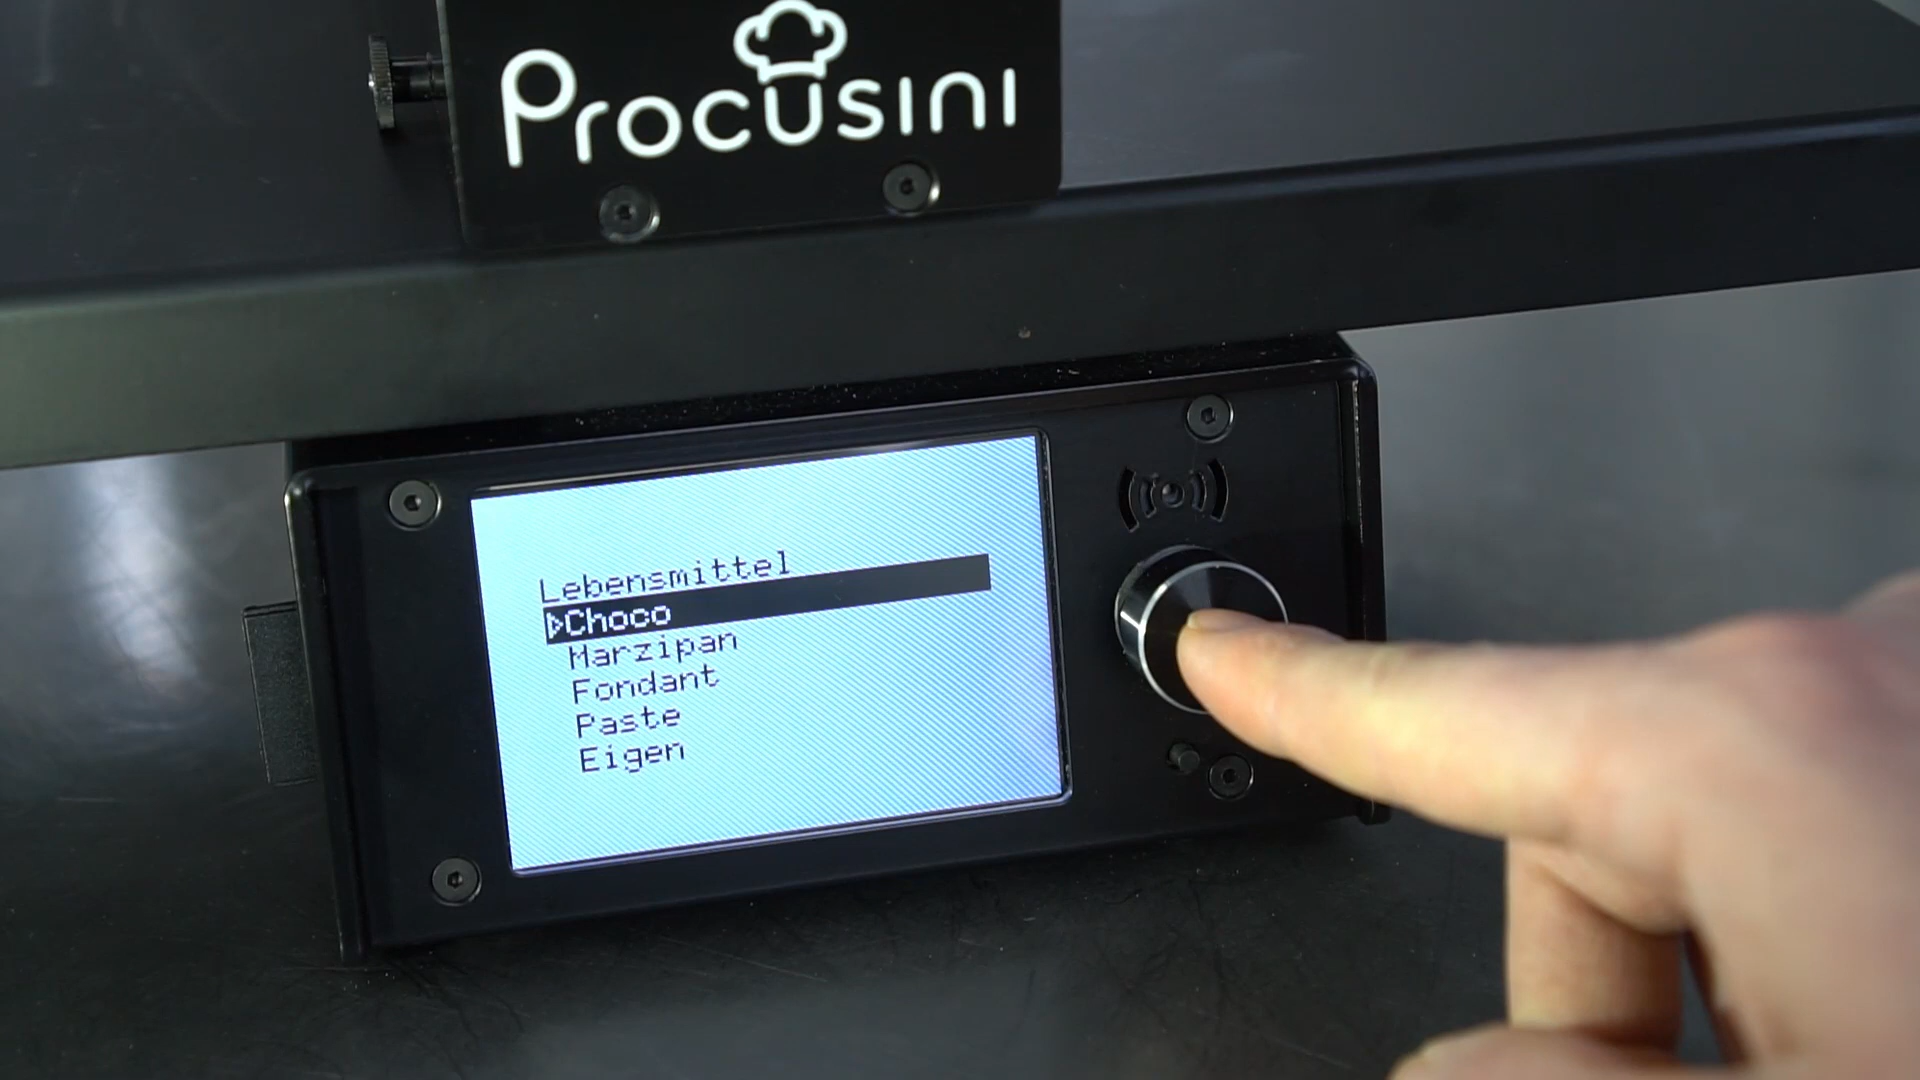 Procusini
Lebensmittel
Choco
Marzipan
Fondant
Paste
Eigen